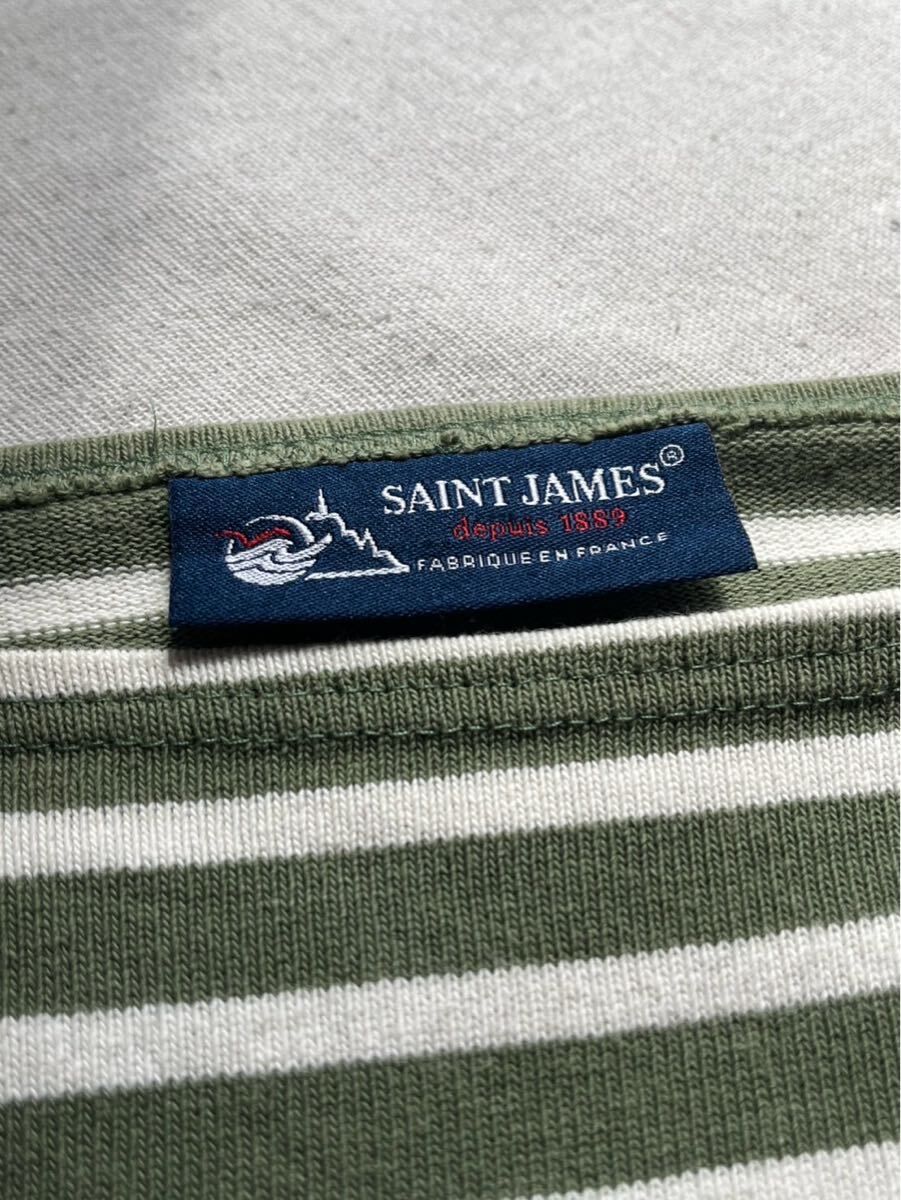 SAINT JAMES®
depuis 1889
FABRIQUE EN FRANCE